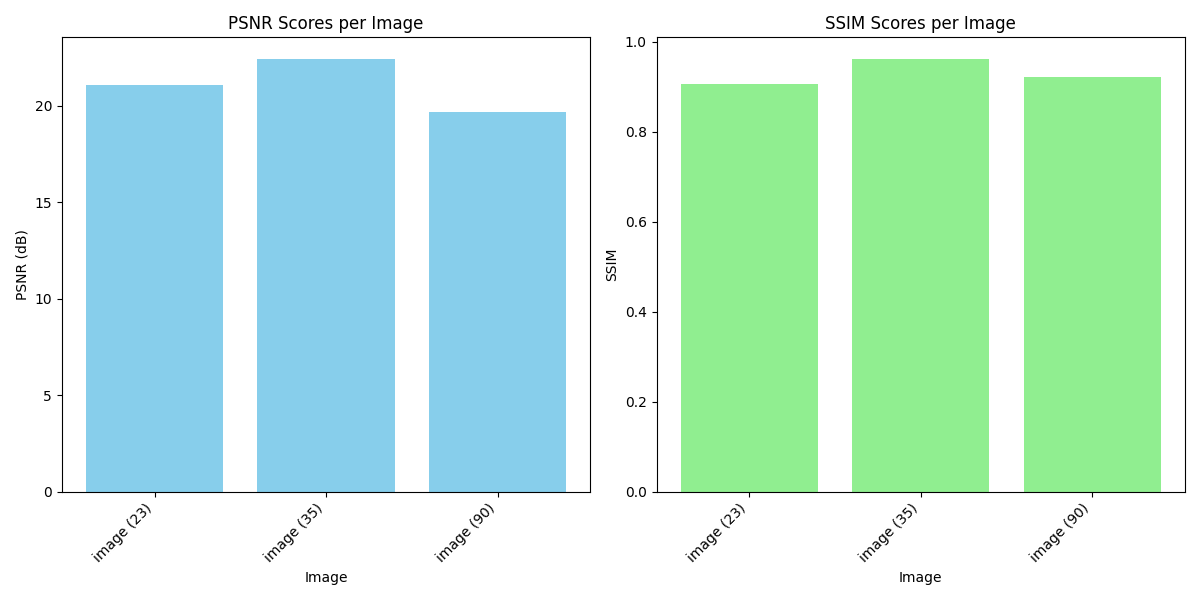 PSNR Scores per Image
PSNR (dB)
20
15
10
5
0
image (23)
image (35)
image (90)
Image
SSIM Scores per Image
SSIM
1.0
0.8
0.6
0.4
0.2
0.0
image (23)
image (35)
image (90)
Image